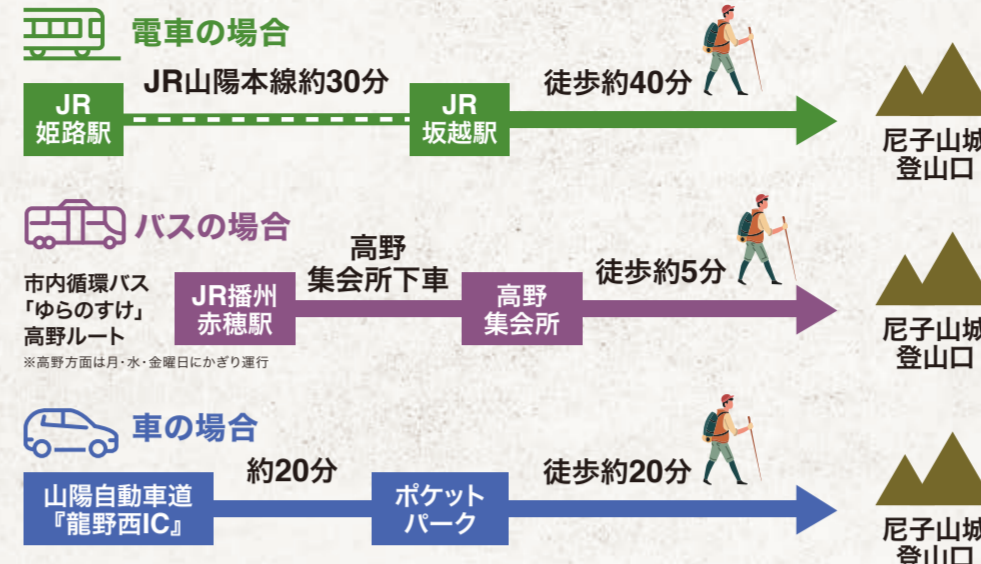 電車の場合
JR山陽本線約30分
徒歩約40分
JR
姫路駅
JR
坂越駅
尼子山城
登山口
バスの場合
市内循環バス
「ゆらのすけ」
高野ルート
※高野方面は月・水・金曜日にかぎり運行
JR播州
赤穂駅
高野
集会所下車
高野
集会所
徒歩約5分
尼子山城
登山口
車の場合
山陽自動車道
『龍野西IC』
約20分
ポケット
パーク
徒歩約20分
尼子山城
登山口